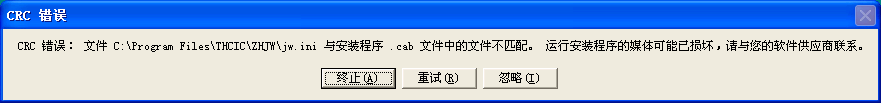 CRC 错误
CRC 错误： 文件 C:\Program Files\THCIC\ZHJW\jw.ini 与安装程序 .cab 文件中的文件不匹配。 运行安装程序的媒体可能已损坏，请与您的软件供应商联系。
终止(A) 重试(R) 忽略(I)